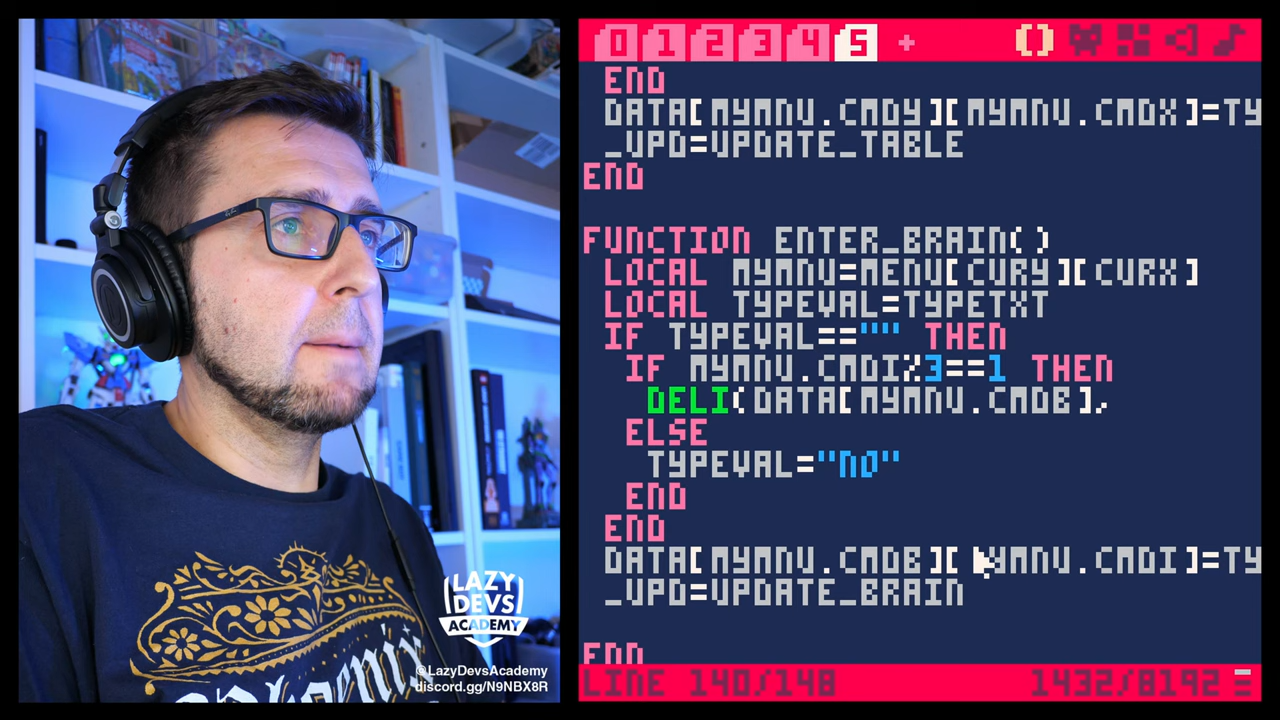 0 1 2 3 4 5 + ()
END
DATA[MYMNU.CMDY][MYMNU.CMDX]=TY
_UPD=UPDATE_TABLE
END
FUNCTION ENTER_BRAIN()
LOCAL MYMNU=MENU[CURY][CURX]
LOCAL TYPEVAL=TYPETXT
IF TYPEVAL=="" THEN
IF MYMNU.CMDI%3==1 THEN
DELI(DATA[MYMNU.CMDB],
ELSE
TYPEVAL="NO"
END
END
DATA[MYMNU.CMDB][MYMNU.CMDI]=TY
_UPD=UPDATE_BRAIN
END
LINE 140/148 1432/8192
LAZY
DEVS
ACADEMY
@LazyDevsAcademy
discord.gg/N9NBX8R
Phoenix